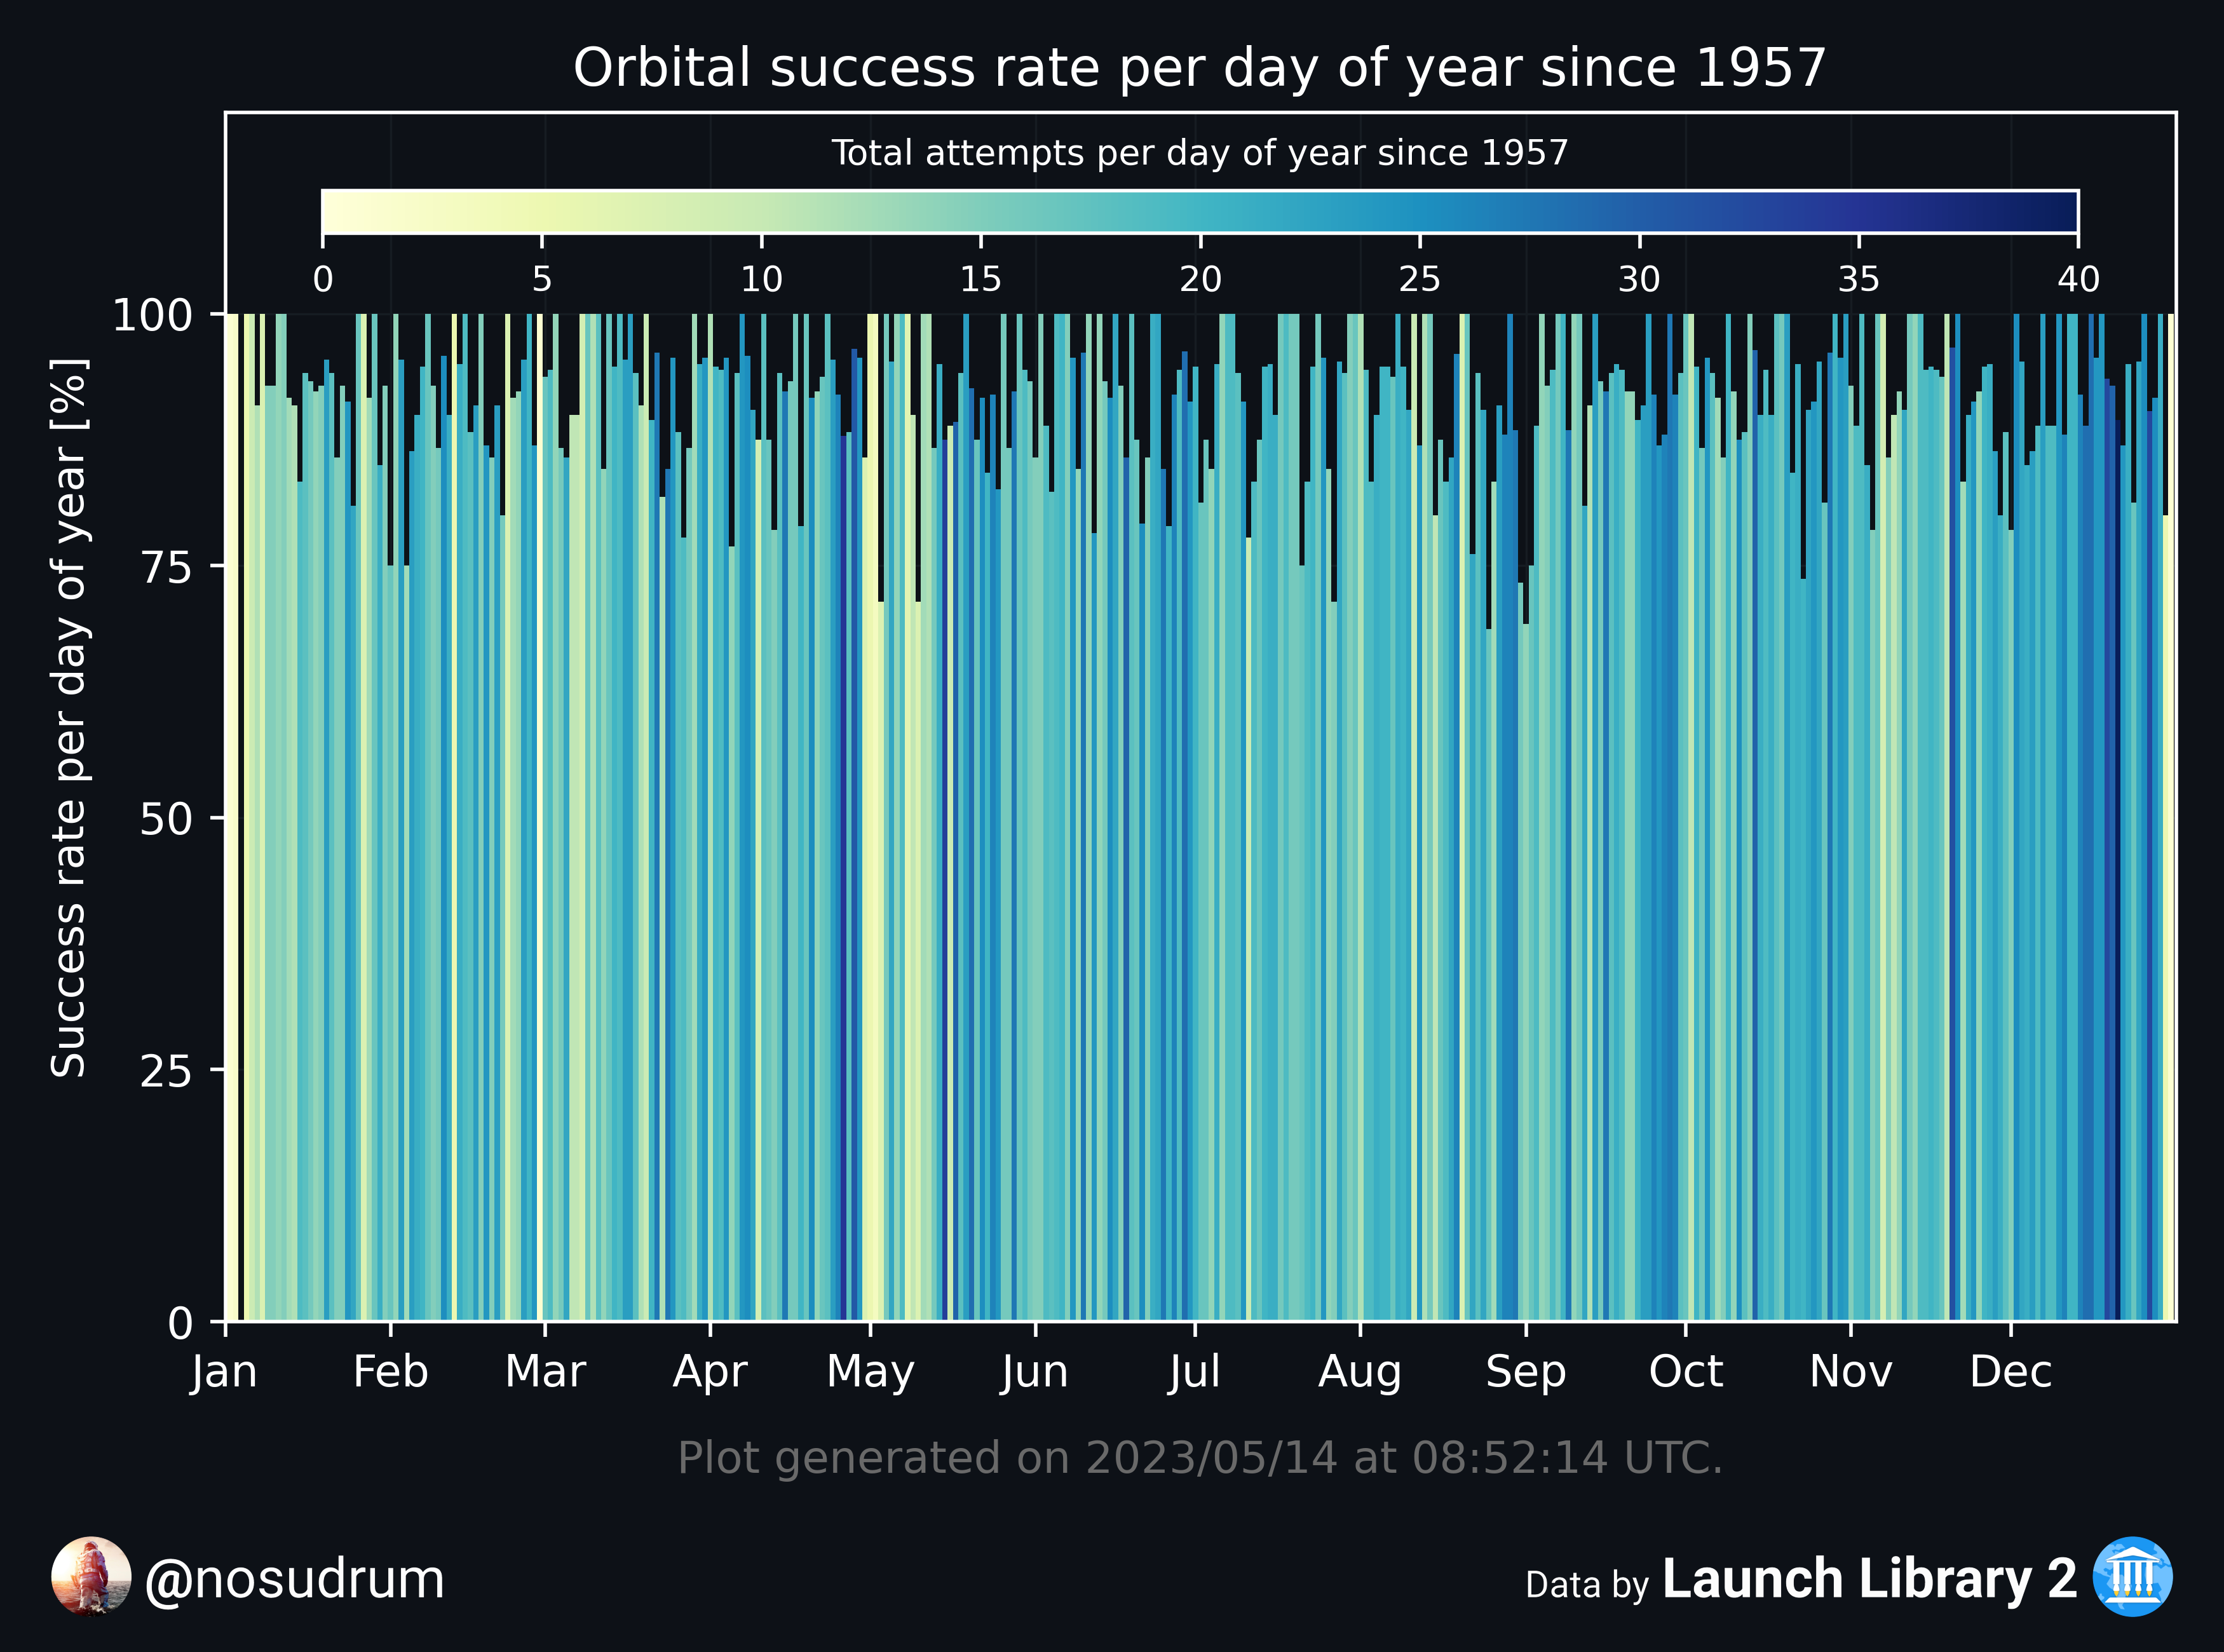 Orbital success rate per day of year since 1957
Total attempts per day of year since 1957
0 5 10 15 20 25 30 35 40
Success rate per day of year [%]
100
75
50
25
0
Jan Feb Mar Apr May Jun Jul Aug Sep Oct Nov Dec
Plot generated on 2023/05/14 at 08:52:14 UTC.
@nosudrum
Data by Launch Library 2